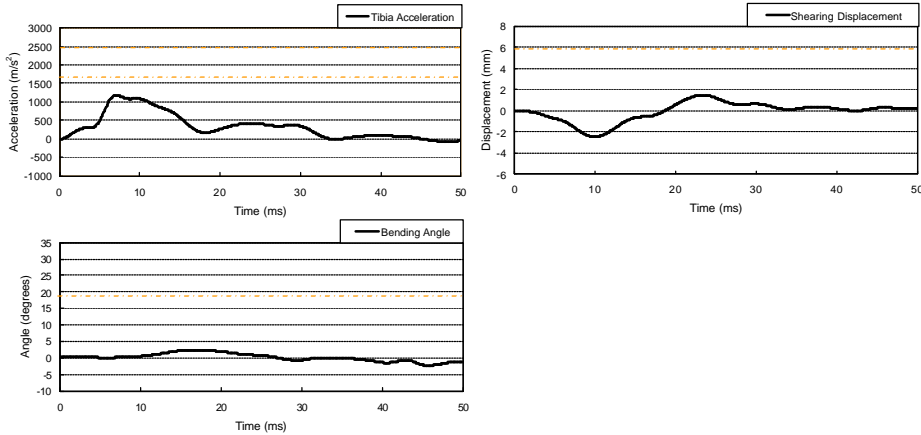 Tibia Acceleration
3000
2500
2000
1500
1000
500
0
-500
-1000
Acceleration (m/s²)
0 10 20 30 40 50
Time (ms)
Shearing Displacement
8
6
4
2
0
-2
-4
-6
Displacement (mm)
0 10 20 30 40 50
Time (ms)
Bending Angle
35
30
25
20
15
10
5
0
-5
-10
Angle (degrees)
0 10 20 30 40 50
Time (ms)